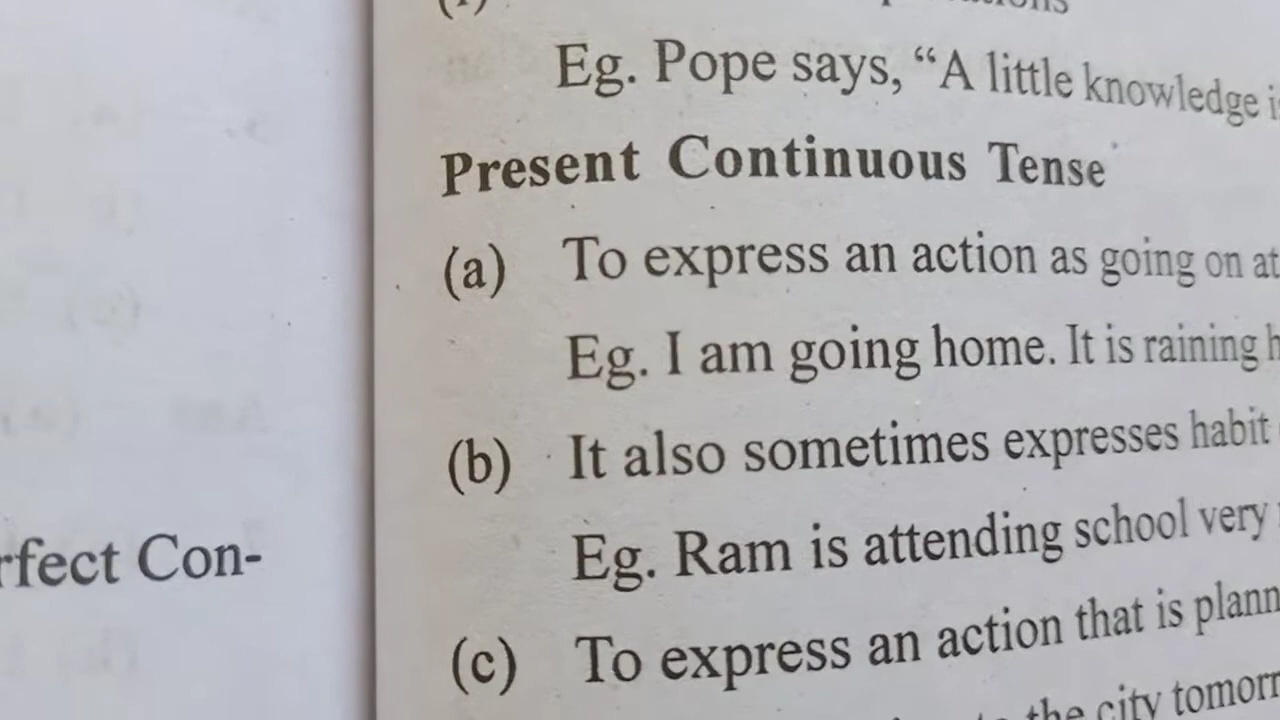 Eg. Pope says, “A little knowledge
Present Continuous Tense
(a) To express an action as going on at
Eg. I am going home. It is raining
(b) It also sometimes expresses habit
Eg. Ram is attending school very
(c) To express an action that is
the city
rfect Con-